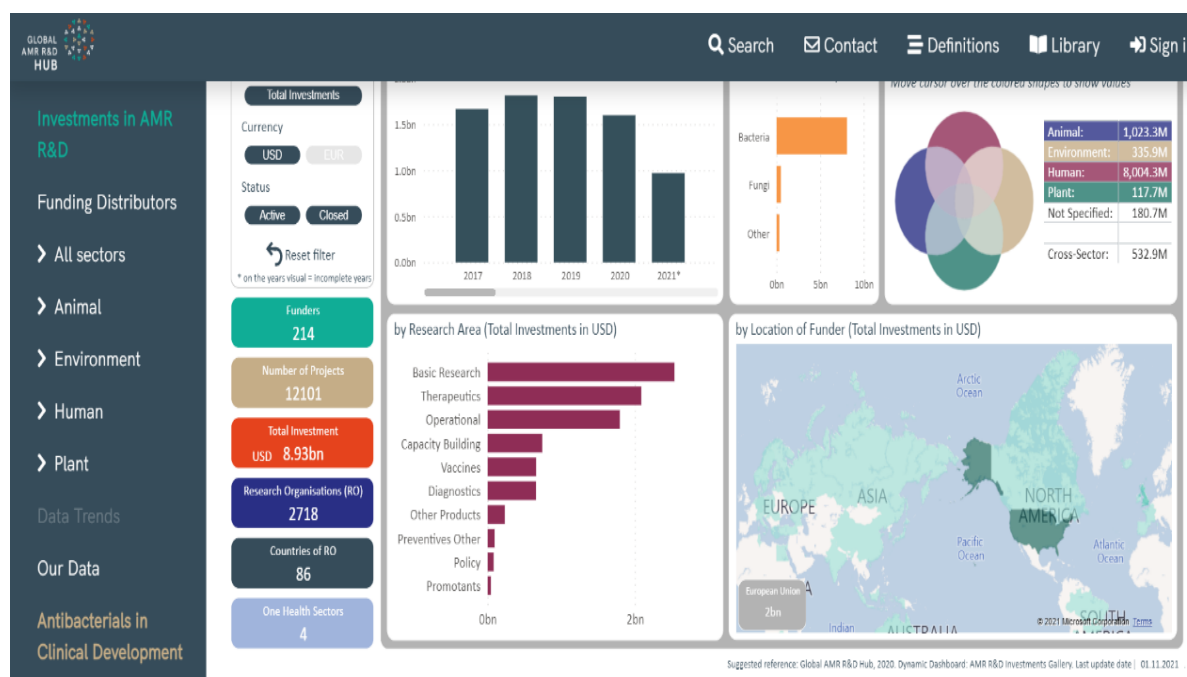 GLOBAL
AMR R&D
HUB
Search
Contact
Definitions
Library
Sign i
Investments in AMR
R&D
Funding Distributors
All sectors
Animal
Environment
Human
Plant
Data Trends
Our Data
Antibacterials in
Clinical Development
Total Investments
Currency
USD
EUR
Status
Active
Closed
Reset filter
* on the years visual = Incomplete years
Funders
214
Number of Projects
12101
Total Investment
USD 8.93bn
Research Organisations (RO)
2718
Countries of RO
86
One Health Sectors
4
1.5bn
1.0bn
0.5bn
0.0bn
2017
2018
2019
2020
2021*
Bacteria
Fungi
Other
0bn
5bn
10bn
Move cursor over the colored shapes to show values
Animal: 1,023.3M
Environment: 335.9M
Human: 8,004.3M
Plant: 117.7M
Not Specified: 180.7M
Cross-Sector: 532.9M
by Research Area (Total Investments in USD)
Basic Research
Therapeutics
Operational
Capacity Building
Vaccines
Diagnostics
Other Products
Preventives Other
Policy
Promotants
0bn
2bn
by Location of Funder (Total Investments in USD)
Arctic
Ocean
EUROPE
ASIA
NORTH
AMERICA
Pacific
Ocean
Atlantic
Ocean
European Union
2bn
A
Indian
AUSTRALIA
SOUTH
AMERICA
© 2021 Microsoft Corporation Terms
Suggested reference: Global AMR R&D Hub, 2020. Dynamic Dashboard: AMR R&D Investments Gallery. Last update date | 01.11.2021